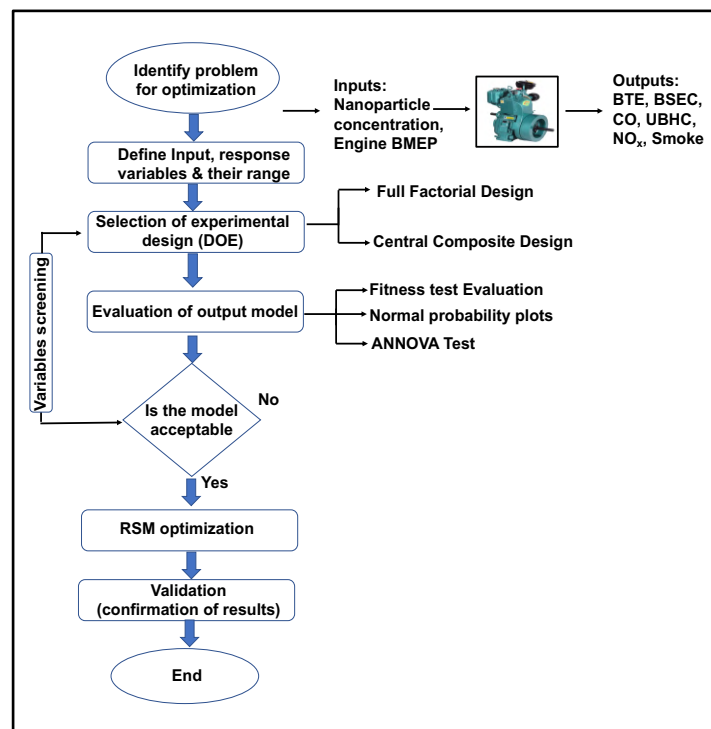 Identify problem
for optimization
Inputs:
Nanoparticle
concentration,
Engine BMEP
Outputs:
BTE, BSEC,
CO, UBHC,
NOx, Smoke
Define Input, response
variables & their range
Selection of experimental
design (DOE)
Full Factorial Design
Central Composite Design
Variables screening
Evaluation of output model
Fitness test Evaluation
Normal probability plots
ANNOVA Test
Is the model
acceptable
No
Yes
RSM optimization
Validation
(confirmation of results)
End